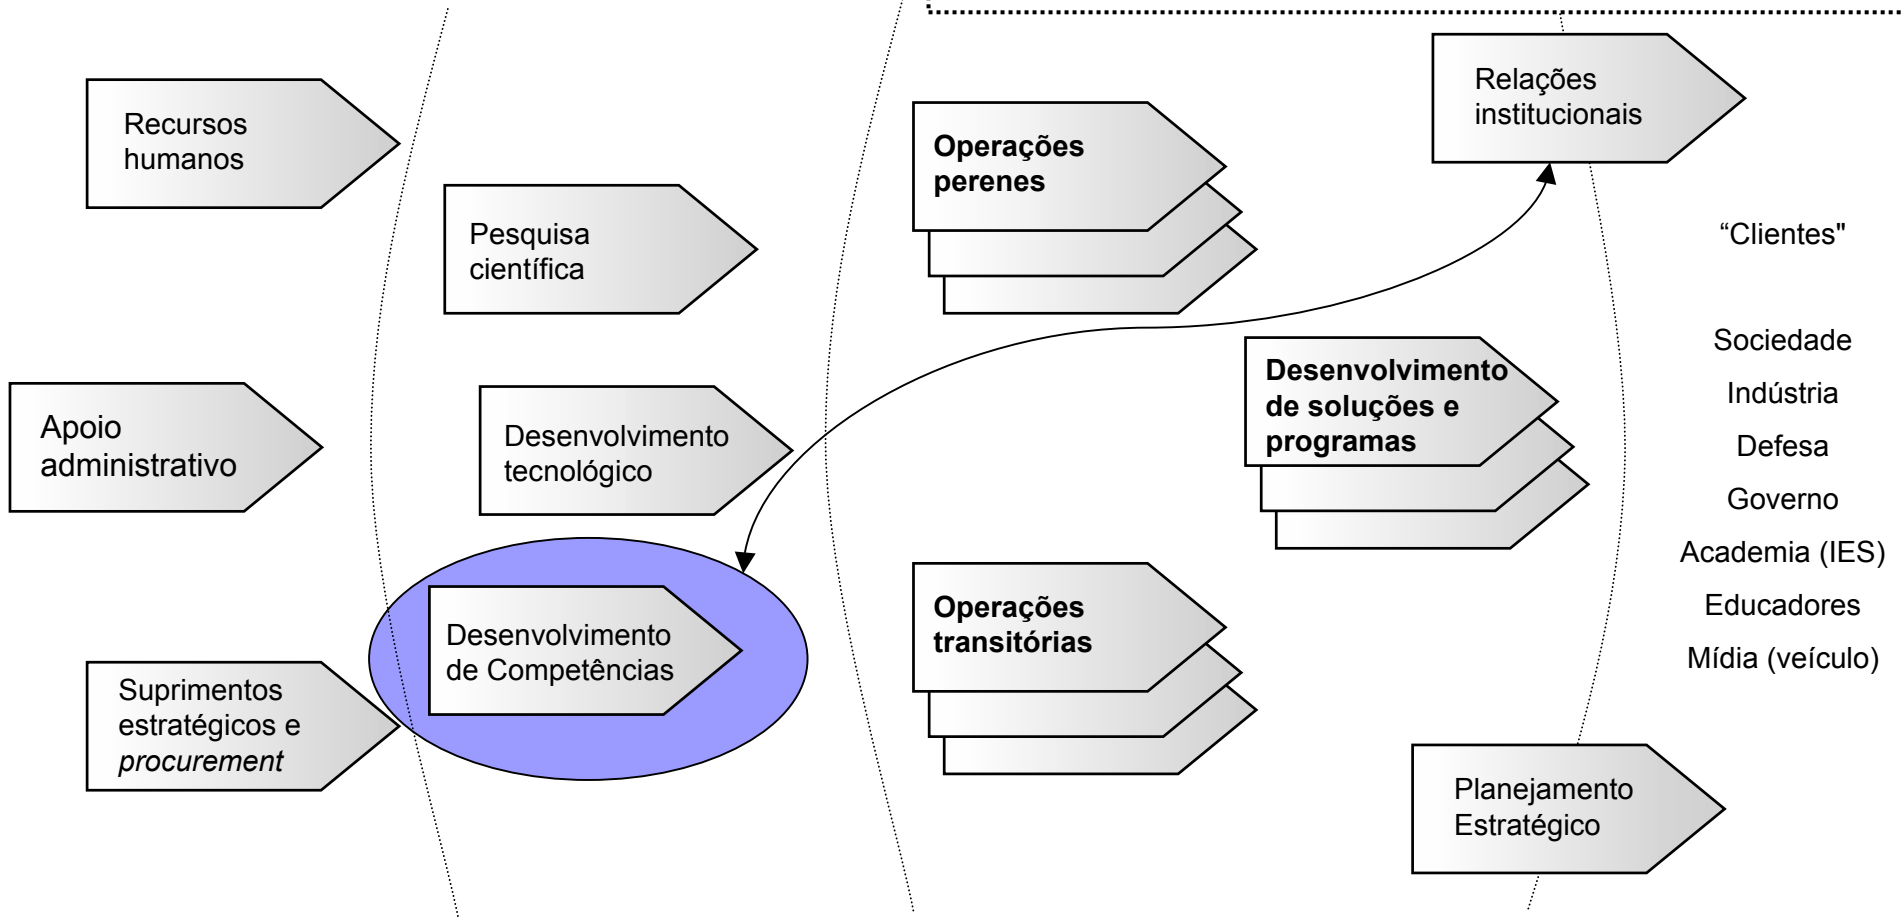 Recursos
humanos
Apoio
administrativo
Suprimentos
estratégicos e
procurement
Pesquisa
científica
Desenvolvimento
tecnológico
Desenvolvimento
de Competências
Operações
perenes
Operações
transitórias
Desenvolvimento
de soluções e
programas
Relações
institucionais
Planejamento
Estratégico
“Clientes"
Sociedade
Indústria
Defesa
Governo
Academia (IES)
Educadores
Mídia (veículo)